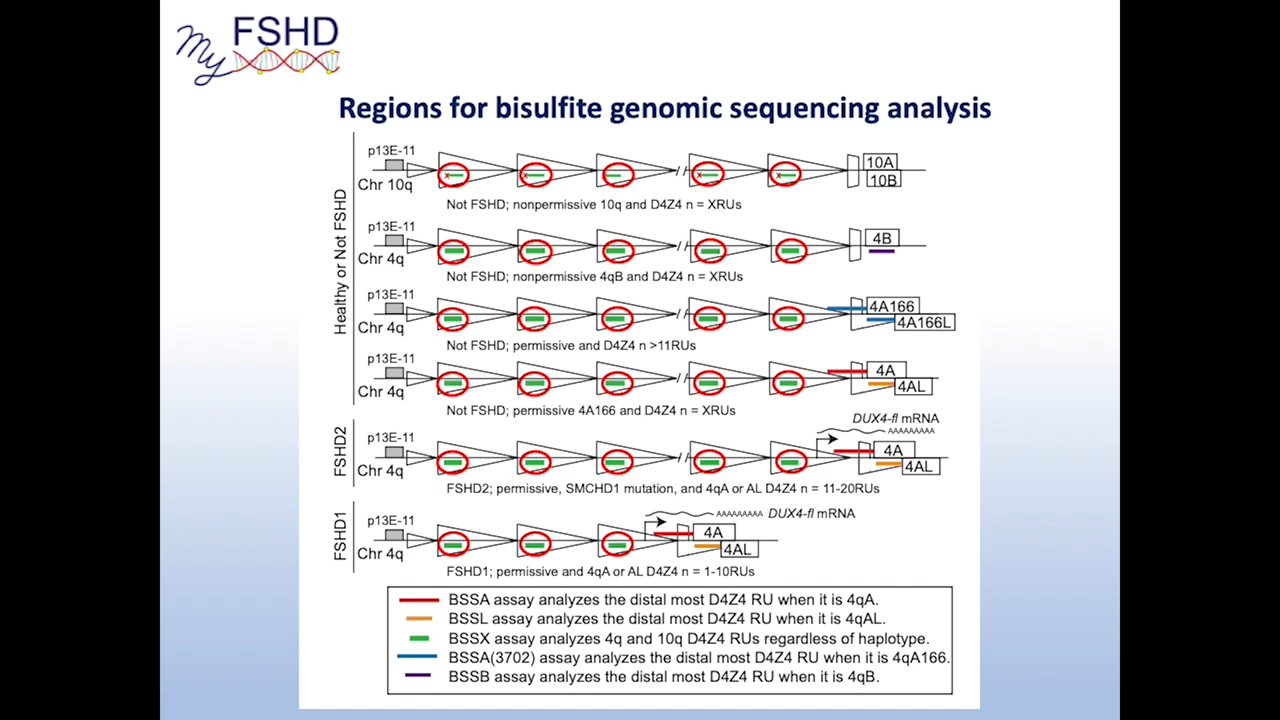 My FSHD
Regions for bisulfite genomic sequencing analysis
Healthy or Not FSHD
p13E-11
Chr 10q
x x x x
//
10A
10B
Not FSHD; nonpermissive 10q and D4Z4 n = XRUs
p13E-11
Chr 4q
//
4B
Not FSHD; nonpermissive 4qB and D4Z4 n = XRUs
p13E-11
Chr 4q
//
4A166
4A166L
Not FSHD; permissive and D4Z4 n >11RUs
p13E-11
Chr 4q
//
4A
4AL
Not FSHD; permissive 4A166 and D4Z4 n = XRUs
FSHD2
DUX4-fl mRNA
AAAAAAAAA
p13E-11
Chr 4q
//
4A
4AL
FSHD2; permissive, SMCHD1 mutation, and 4qA or AL D4Z4 n = 11-20RUs
FSHD1
AAAAAAAAA DUX4-fl mRNA
p13E-11
Chr 4q
4A
4AL
FSHD1; permissive and 4qA or AL D4Z4 n = 1-10RUs
BSSA assay analyzes the distal most D4Z4 RU when it is 4qA.
BSSL assay analyzes the distal most D4Z4 RU when it is 4qAL.
BSSX assay analyzes 4q and 10q D4Z4 RUs regardless of haplotype.
BSSA(3702) assay analyzes the distal most D4Z4 RU when it is 4qA166.
BSSB assay analyzes the distal most D4Z4 RU when it is 4qB.